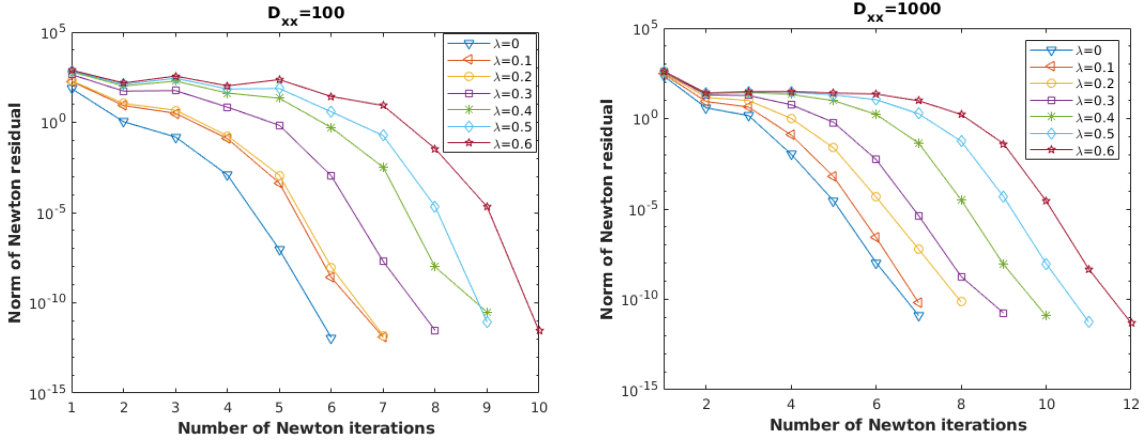 D_xx=100
Norm of Newton residual
10^5
10^0
10^-5
10^-10
10^-15
λ=0
λ=0.1
λ=0.2
λ=0.3
λ=0.4
λ=0.5
λ=0.6
1 2 3 4 5 6 7 8 9 10
Number of Newton iterations
D_xx=1000
Norm of Newton residual
10^5
10^0
10^-5
10^-10
10^-15
λ=0
λ=0.1
λ=0.2
λ=0.3
λ=0.4
λ=0.5
λ=0.6
2 4 6 8 10 12
Number of Newton iterations